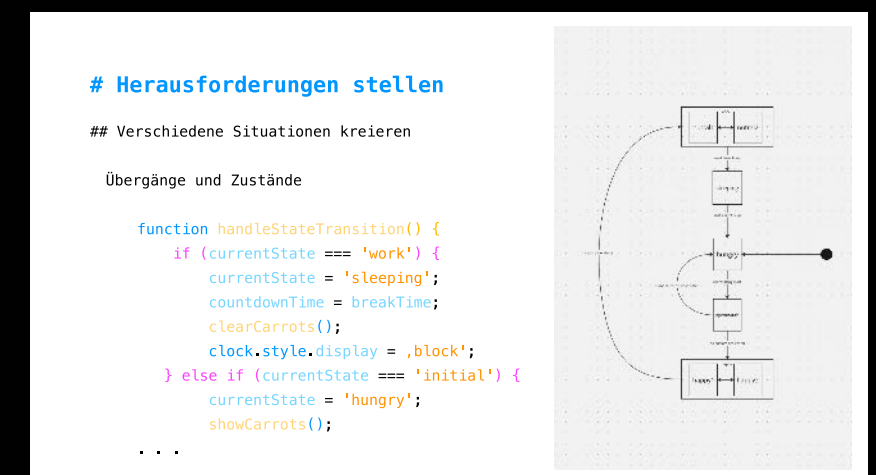 # Herausforderungen stellen
## Verschiedene Situationen kreieren
Übergänge und Zustände
function handleStateTransition() {
if (currentState === 'work') {
currentState = 'sleeping';
countdownTime = breakTime;
clearCarrots();
clock.style.display = ‚block';
} else if (currentState === 'initial') {
currentState = 'hungry';
showCarrots();
. . .
sleeping
hungry